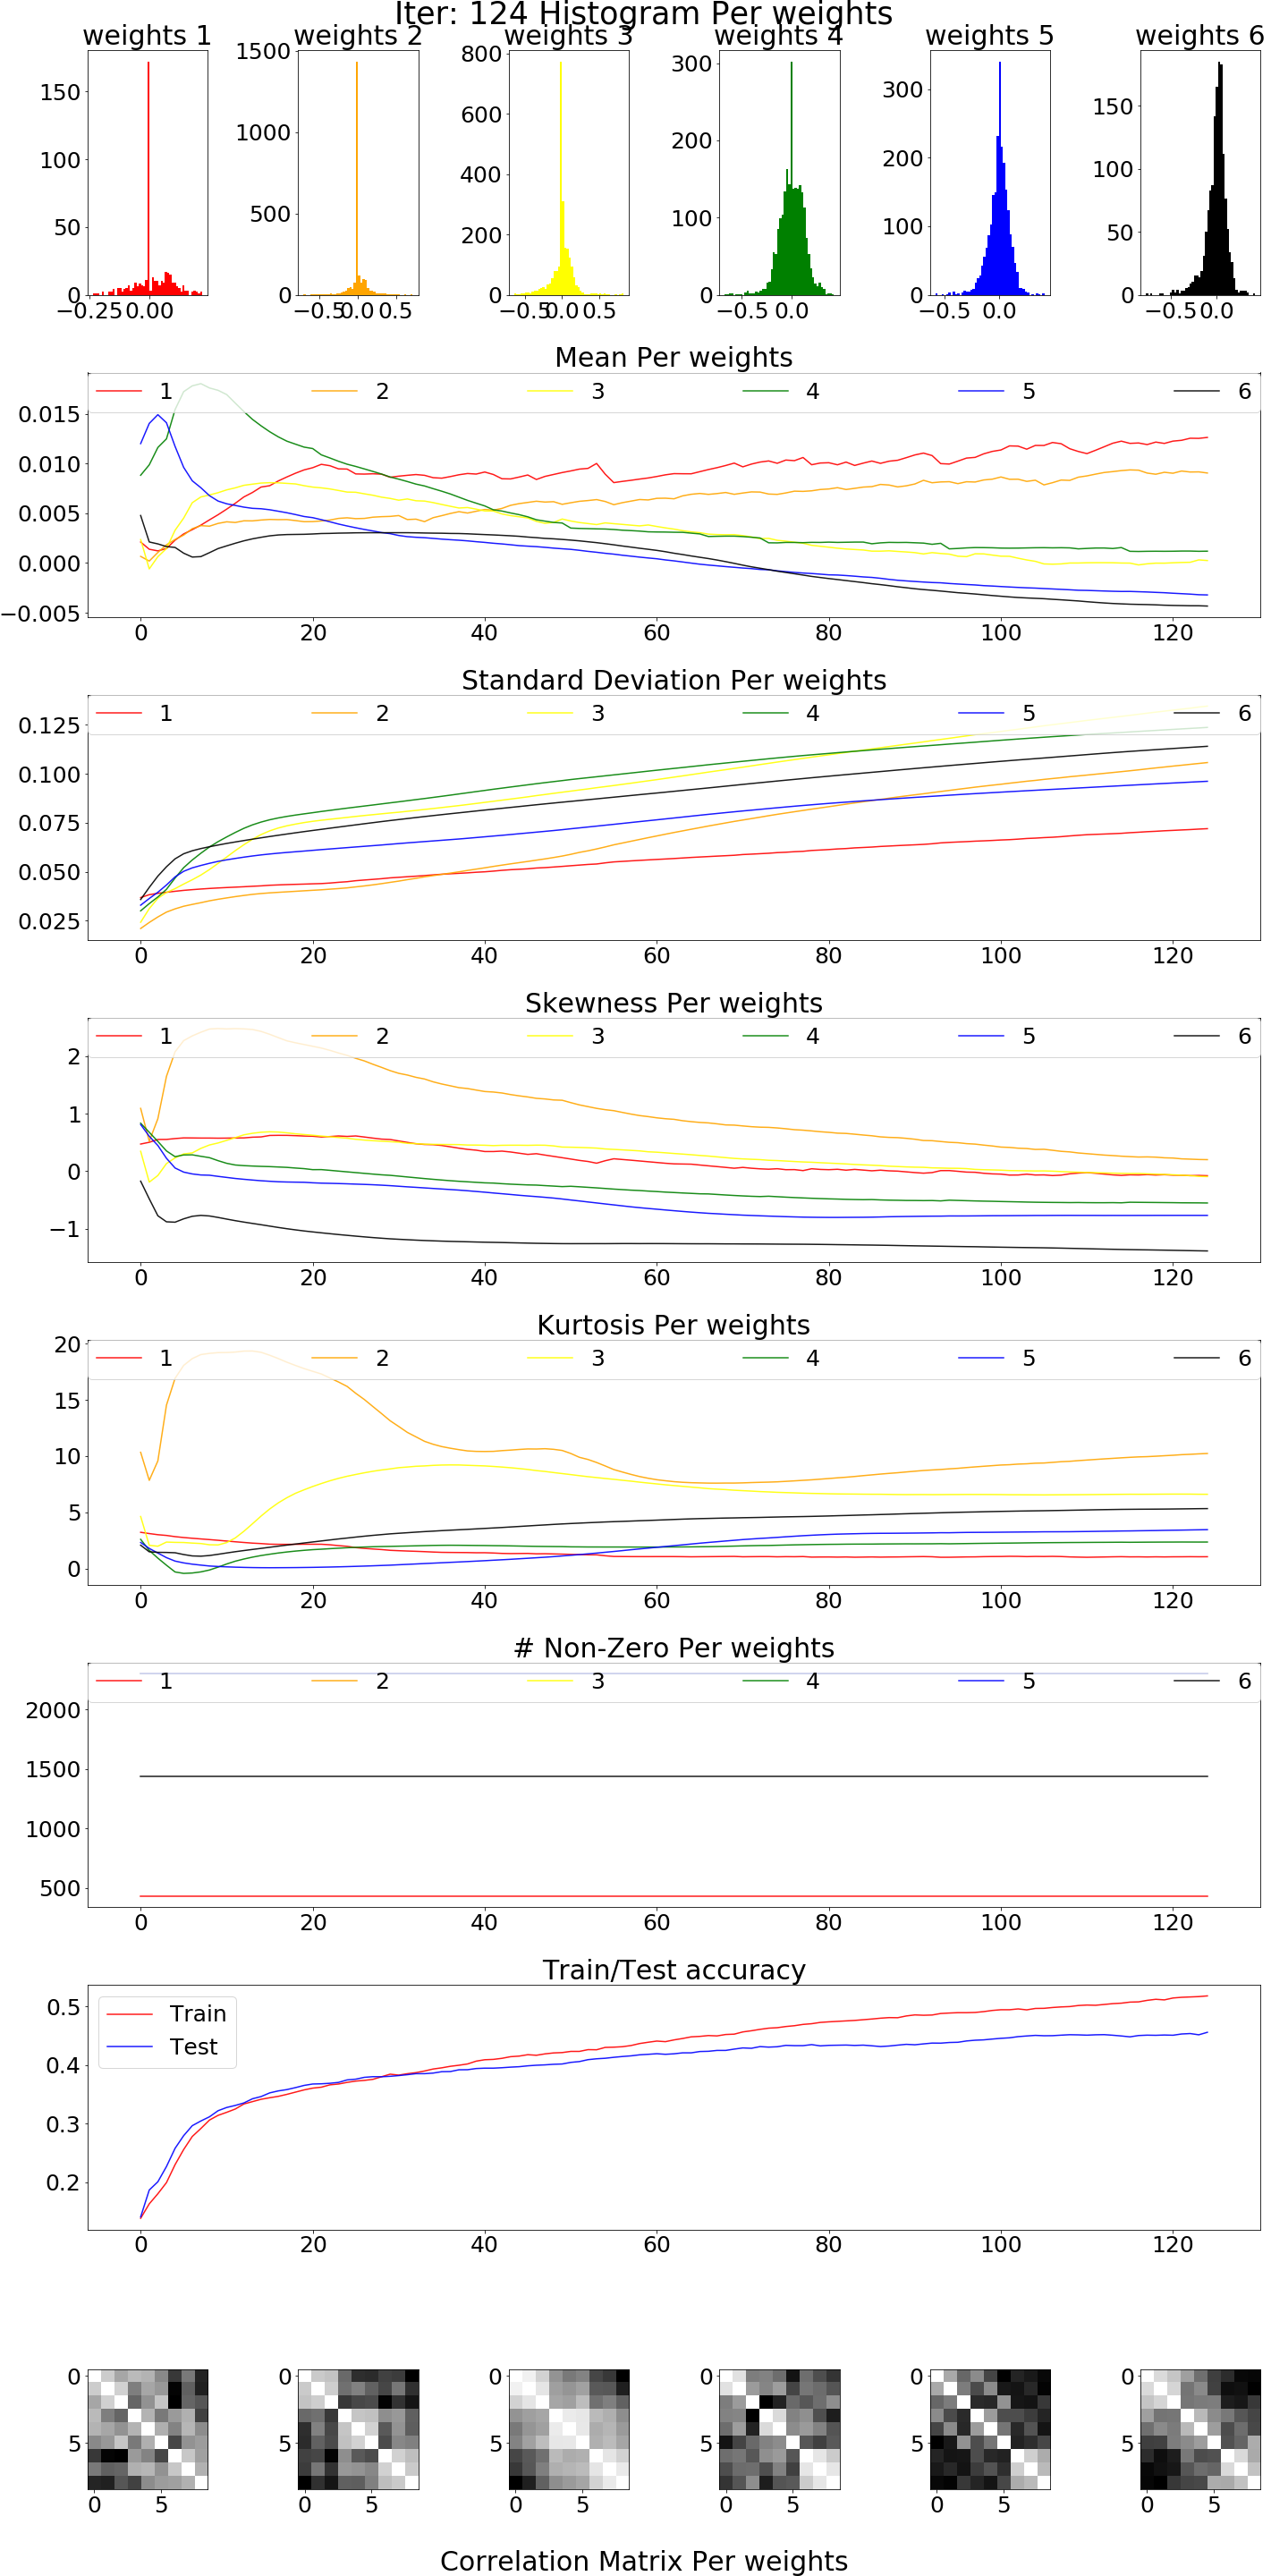 Iter: 124 Histogram Per weights
weights 1 weights 2 weights 3 weights 4 weights 5 weights 6
150 100 50 0
−0.25 0.00
1500 1000 500 0
−0.5 0.0 0.5
800 600 400 200 0
−0.5 0.0 0.5
300 200 100 0
−0.5 0.0
300 200 100 0
−0.5 0.0
150 100 50 0
−0.5 0.0
Mean Per weights
1 2 3 4 5 6
0.015
0.010
0.005
0.000
−0.005
0 20 40 60 80 100 120
Standard Deviation Per weights
1 2 3 4 5 6
0.125
0.100
0.075
0.050
0.025
0 20 40 60 80 100 120
Skewness Per weights
1 2 3 4 5 6
2
1
0
−1
0 20 40 60 80 100 120
Kurtosis Per weights
20
1 2 3 4 5 6
15
10
5
0
0 20 40 60 80 100 120
# Non-Zero Per weights
1 2 3 4 5 6
2000
1500
1000
500
0 20 40 60 80 100 120
Train/Test accuracy
Train
Test
0.5
0.4
0.3
0.2
0 20 40 60 80 100 120
0 0 0 0 0 0
5 5 5 5 5 5
0 5 0 5 0 5 0 5 0 5 0 5
Correlation Matrix Per weights